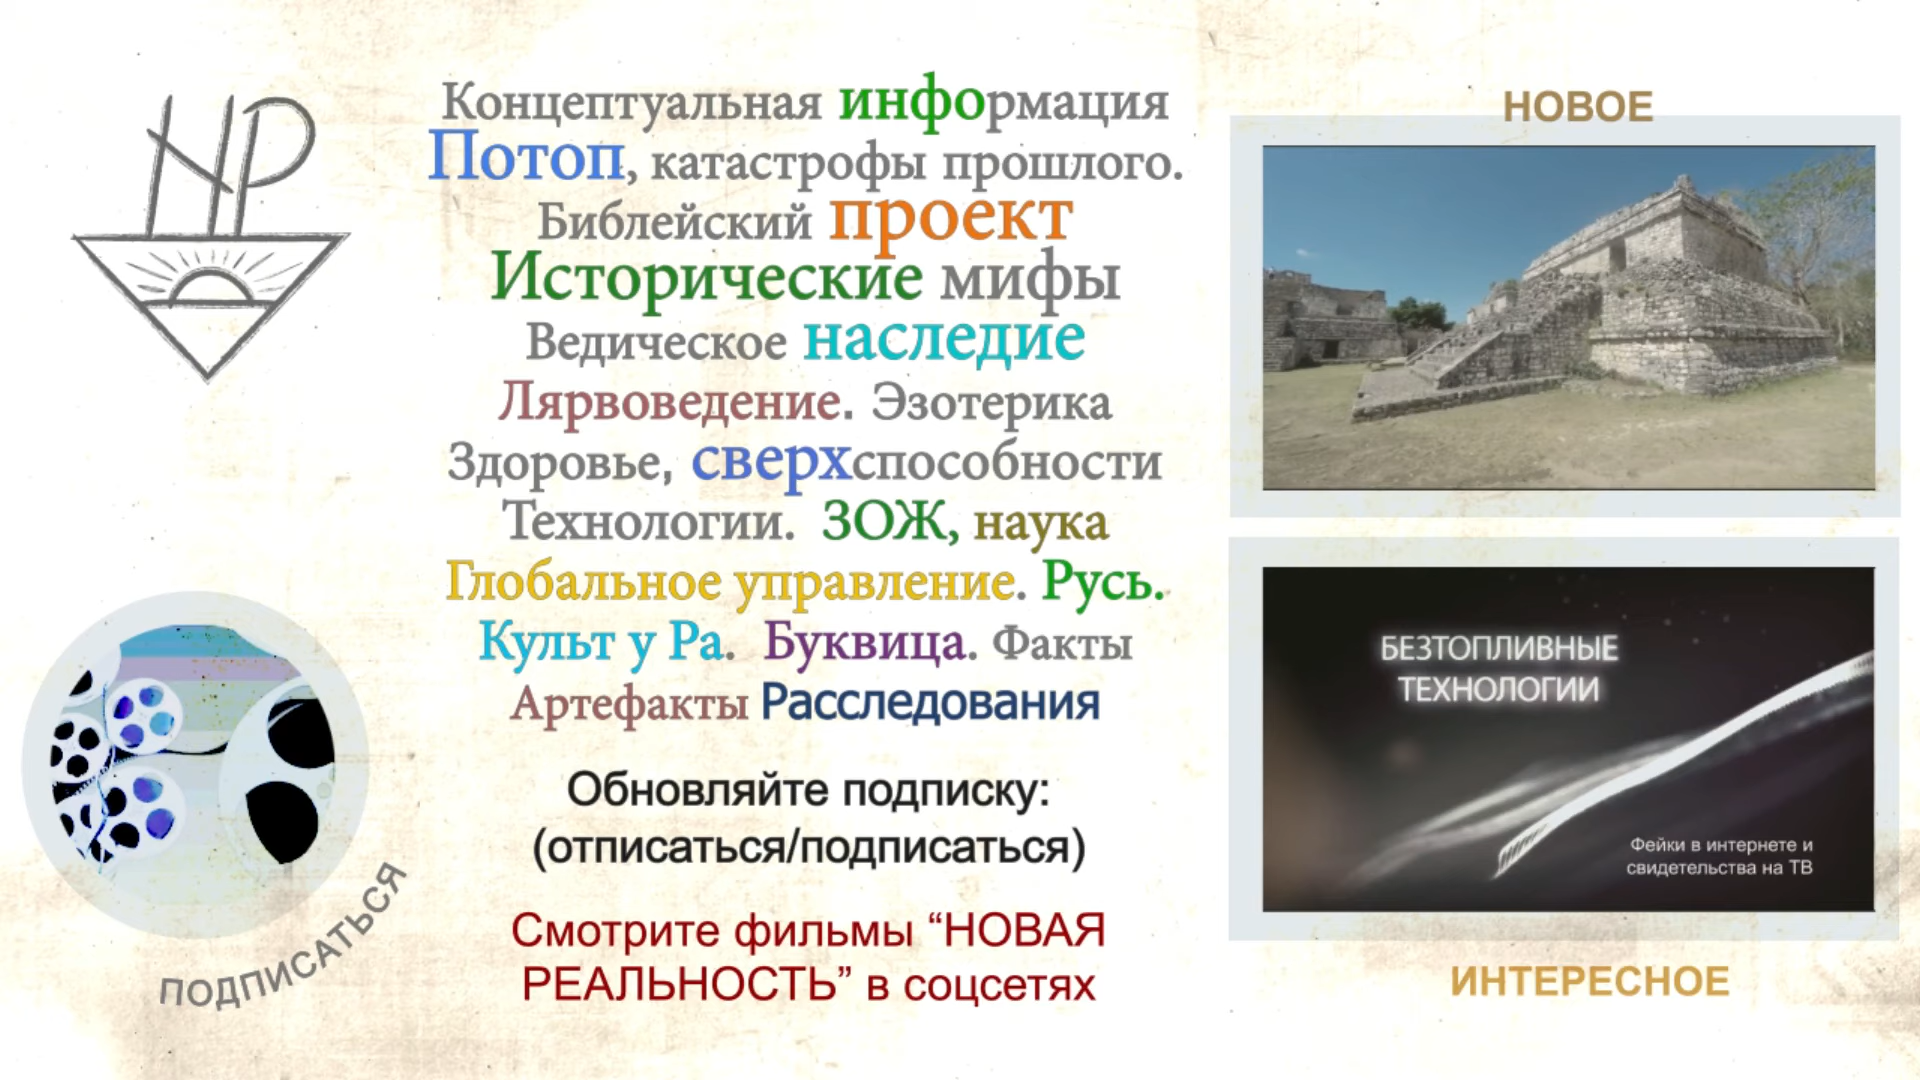 НР
Концептуальная информация
Потоп, катастрофы прошлого.
Библейский проект
Исторические мифы
Ведическое наследие
Лярвоведение. Эзотерика
Здоровье, сверхспособности
Технологии. ЗОЖ, наука
Глобальное управление. Русь.
Культ у Ра. Буквица. Факты
Артефакты Расследования
Обновляйте подписку:
(отписаться/подписаться)
Смотрите фильмы “НОВАЯ
РЕАЛЬНОСТЬ” в соцсетях
ПОДПИСАТЬСЯ
НОВОЕ
БЕЗТОПЛИВНЫЕ
ТЕХНОЛОГИИ
Фейки в интернете и
свидетельства на ТВ
ИНТЕРЕСНОЕ